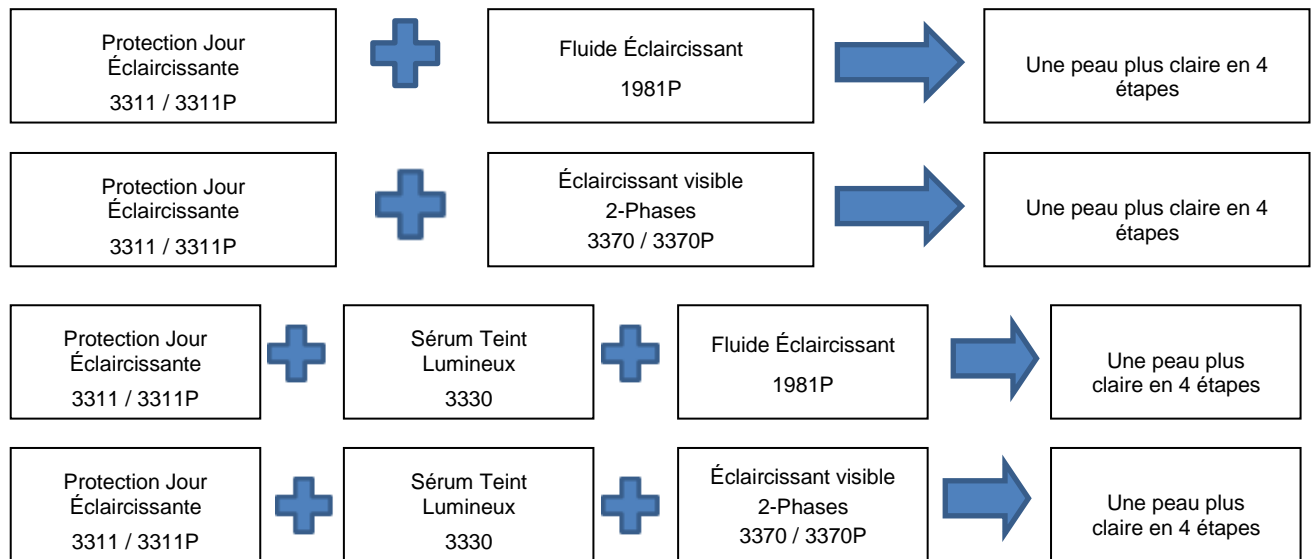 Protection Jour
Éclaircissante
3311 / 3311P
Fluide Éclaircissant
1981P
Une peau plus claire en 4
étapes
Protection Jour
Éclaircissante
3311 / 3311P
Éclaircissant visible
2-Phases
3370 / 3370P
Une peau plus claire en 4
étapes
Protection Jour
Éclaircissante
3311 / 3311P
Sérum Teint
Lumineux
3330
Fluide Éclaircissant
1981P
Une peau plus
claire en 4 étapes
Protection Jour
Éclaircissante
3311 / 3311P
Sérum Teint
Lumineux
3330
Éclaircissant visible
2-Phases
3370 / 3370P
Une peau plus
claire en 4 étapes